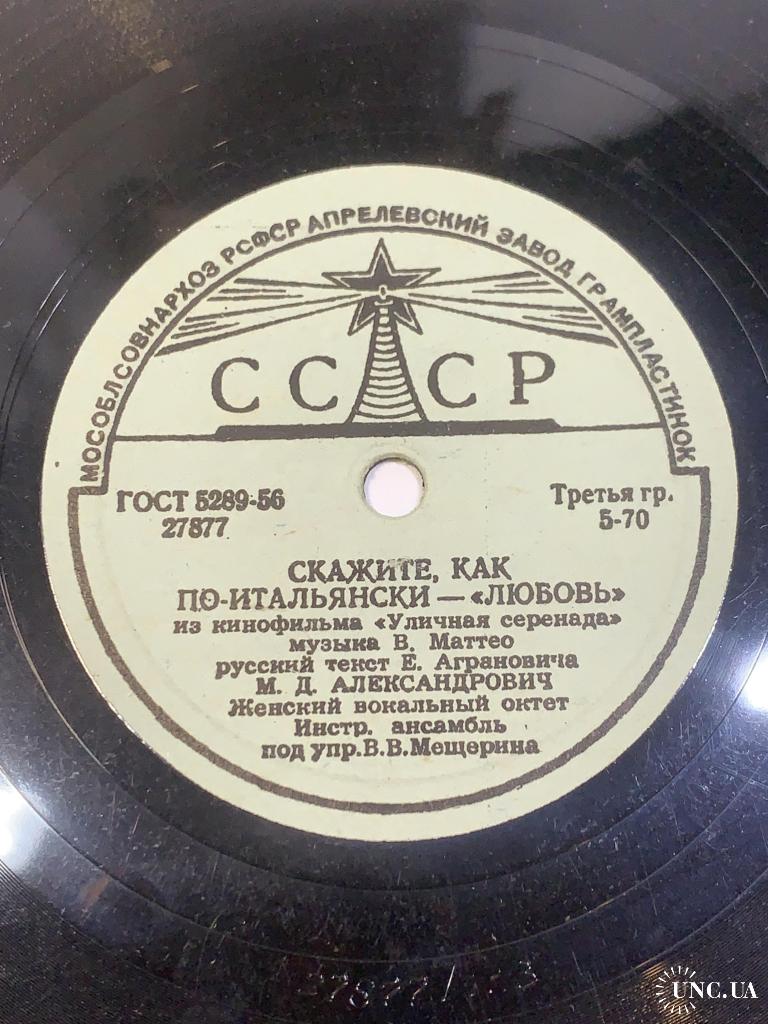 МОСОБЛСОВНАРХОЗ РСФСР АПРЕЛЕВСКИЙ ЗАВОД ГРАМПЛАСТИНОК
СССР
ГОСТ 5289-56
27877
Третья гр.
5-70
СКАЖИТЕ, КАК
ПО-ИТАЛЬЯНСКИ — «ЛЮБОВЬ»
из кинофильма «Уличная серенада»
музыка В. Маттео
русский текст Е. Аграновича
М. Д. АЛЕКСАНДРОВИЧ
Женский вокальный октет
Инстр. ансамбль
под упр.В.В.Мещерина
UNC.UA